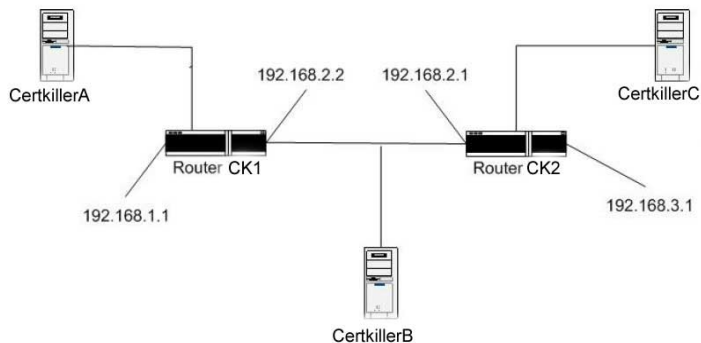 192.168.2.2
192.168.2.1
CertkillerA
CertkillerC
Router CK1
Router CK2
192.168.1.1
192.168.3.1
CertkillerB